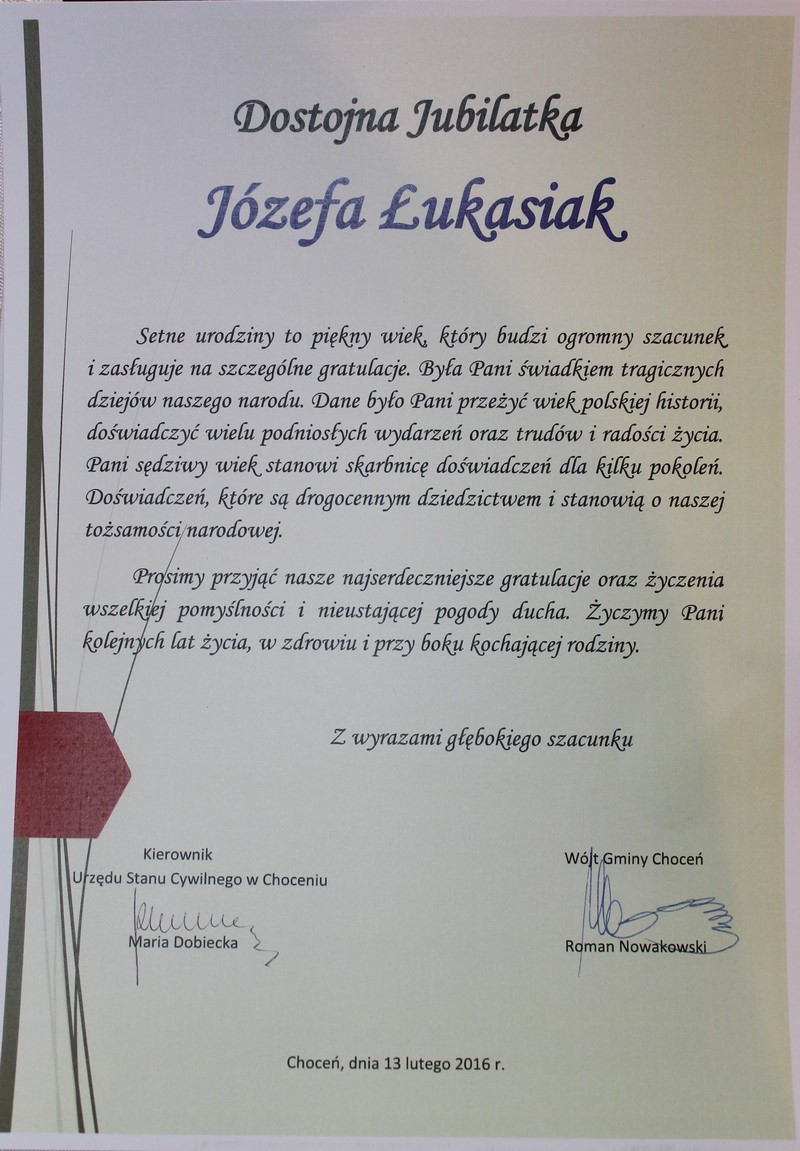 Dostojna Jubilatka
Józefa Łukasiak
Setne urodziny to piękny wiek, który budzi ogromny szacunek
i zasługuje na szczególne gratulacje. Była Pani świadkiem tragicznych
dziejów naszego narodu. Dane było Pani przeżyć wiek polskiej historii,
doświadczyć wielu podniosłych wydarzeń oraz trudów i radości życia.
Pani sędziwy wiek stanowi skarbnicę doświadczeń dla kilku pokoleń.
Doświadczeń, które są drogocennym dziedzictwem i stanowią o naszej
tożsamości narodowej.
Prosimy przyjąć nasze najserdeczniejsze gratulacje oraz życzenia
wszelkiej pomyślności i nieustającej pogody ducha. Życzymy Pani
kolejnych lat życia, w zdrowiu i przy boku kochającej rodziny.
Z wyrazami głębokiego szacunku
Kierownik
Urzędu Stanu Cywilnego w Choceniu
Maria Dobiecka
Wójt Gminy Choceń
Roman Nowakowski
Choceń, dnia 13 lutego 2016 r.